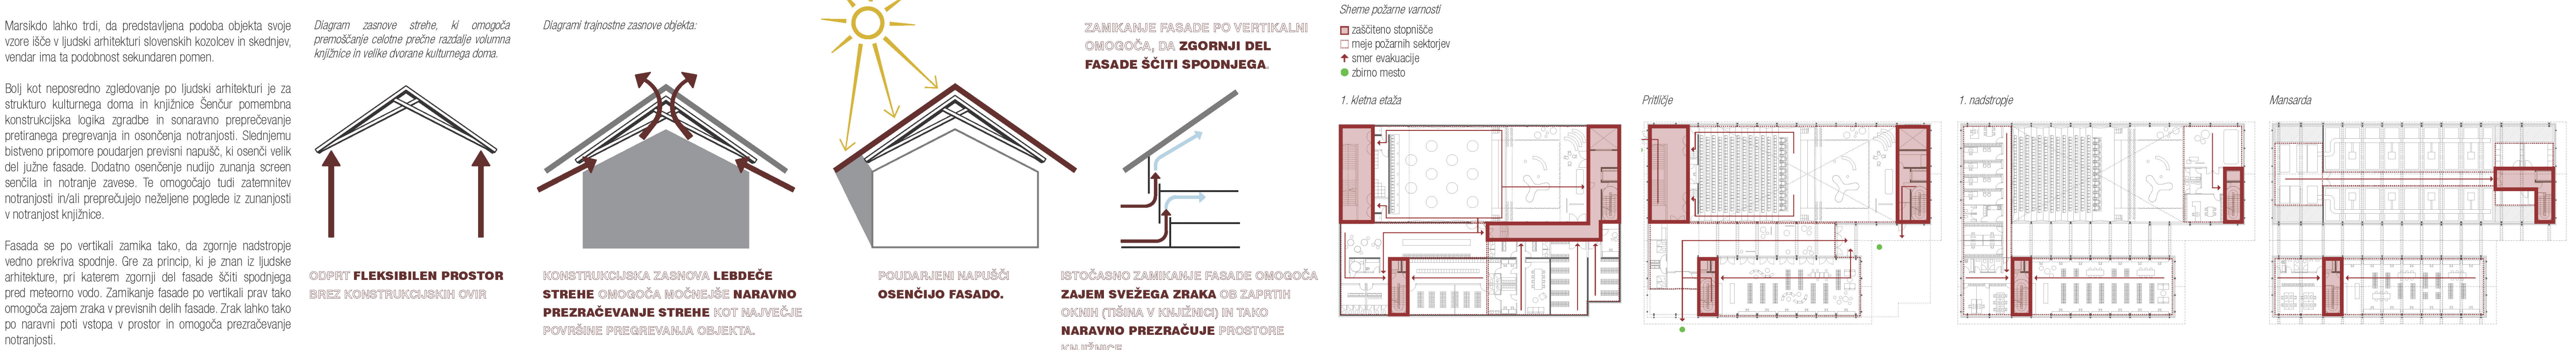 Marsikdo lahko trdi, da predstavljena podoba objekta svoje
vzore išče v ljudski arhitekturi slovenskih kozolcev in skednjev,
vendar ima ta podobnost sekundaren pomen.
Bolj kot neposredno zgledovanje po ljudski arhitekturi je za
strukturo kulturnega doma in knjižnice Šenčur pomembna
konstrukcijska logika zgradbe in sonaravno preprečevanje
pretiranega pregrevanja in osončenja notranjosti. Slednjemu
bistveno pripomore poudarjen previsni napušč, ki osenči velik
del južne fasade. Dodatno osenčenje nudijo zunanja screen
senčila in notranje zavese. Te omogočajo tudi zatemnitev
notranjosti in/ali preprečujejo neželjene poglede iz zunanjosti
v notranjost knjižnice.
Fasada se po vertikali zamika tako, da zgornje nadstropje
vedno prekriva spodnje. Gre za princip, ki je znan iz ljudske
arhitekture, pri katerem zgornji del fasade ščiti spodnjega
pred meteorno vodo. Zamikanje fasade po vertikali prav tako
omogoča zajem zraka v previsnih delih fasade. Zrak lahko tako
po naravni poti vstopa v prostor in omogoča prezračevanje
notranjosti.
Diagram zasnove strehe, ki omogoča
premoščanje celotne prečne razdalje volumna
knjižnice in velike dvorane kulturnega doma.
ODPRT FLEKSIBILEN PROSTOR
BREZ KONSTRUKCIJSKIH OVIR
Diagrami trajnostne zasnove objekta:
KONSTRUKCIJSKA ZASNOVA LEBDEČE
STREHE OMOGOČA MOČNEJŠE NARAVNO
PREZRAČEVANJE STREHE KOT NAJVEČJE
POVRŠINE PREGREVANJA OBJEKTA.
POUDARJENI NAPUŠČI
OSENČIJO FASADO.
ZAMIKANJE FASADE PO VERTIKALNI
OMOGOČA, DA ZGORNJI DEL
FASADE ŠČITI SPODNJEGA.
ISTOČASNO ZAMIKANJE FASADE OMOGOČA
ZAJEM SVEŽEGA ZRAKA OB ZAPRTIH
OKNIH (TIŠINA V KNJIŽNICI) IN TAKO
NARAVNO PREZRAČUJE PROSTORE
KNJIŽNICE
Sheme požarne varnosti
zaščiteno stopnišče
meje požarnih sektorjev
smer evakuacije
zbirno mesto
1. kletna etaža
Pritličje
1. nadstropje
Mansarda